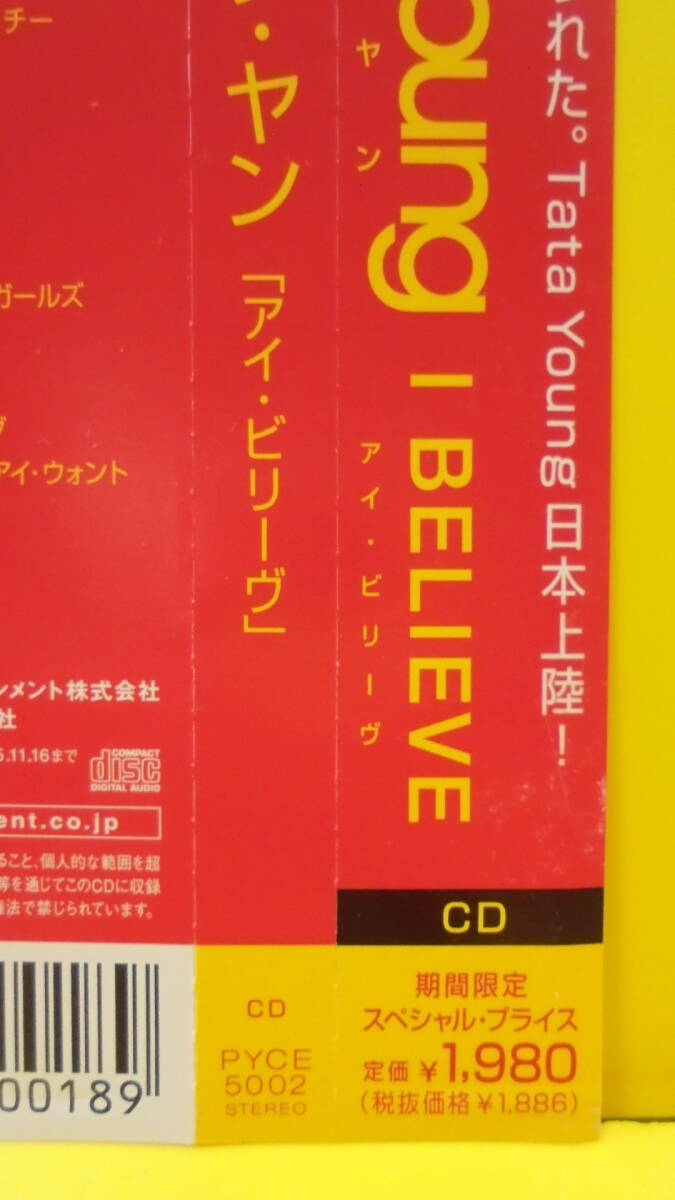 チー
ガールズ
アイ・ウォント
ンメント株式会社
社
5.11.16まで
COMPACT
disc
DIGITAL AUDIO
ent.co.jp
ること、個人的な範囲を超
等を通じてこのCDに収録
法で禁じられています。
00189
・ヤン「アイ・ビリーヴ」
CD
PYCE
5002
STEREO
oung I BELIEVE
ヤン アイ・ビリーヴ
れた。Tata Young 日本上陸!
CD
期間限定
スペシャル・プライス
定価 ¥1,980
(税抜価格¥1,886)